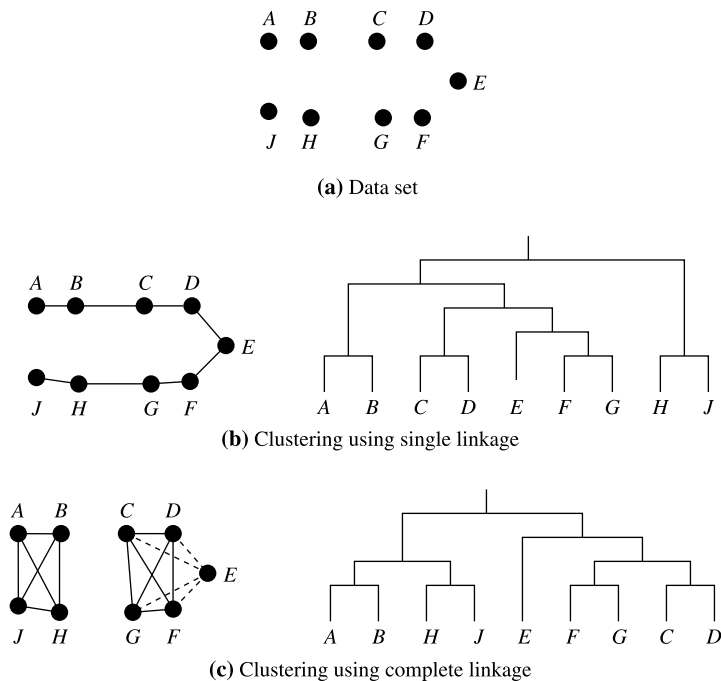 A B C D
E
J H G F
(a) Data set
A B C D
E
J H G F
A B C D E F G H J
(b) Clustering using single linkage
A B C D
E
J H G F
A B H J E F G C D
(c) Clustering using complete linkage